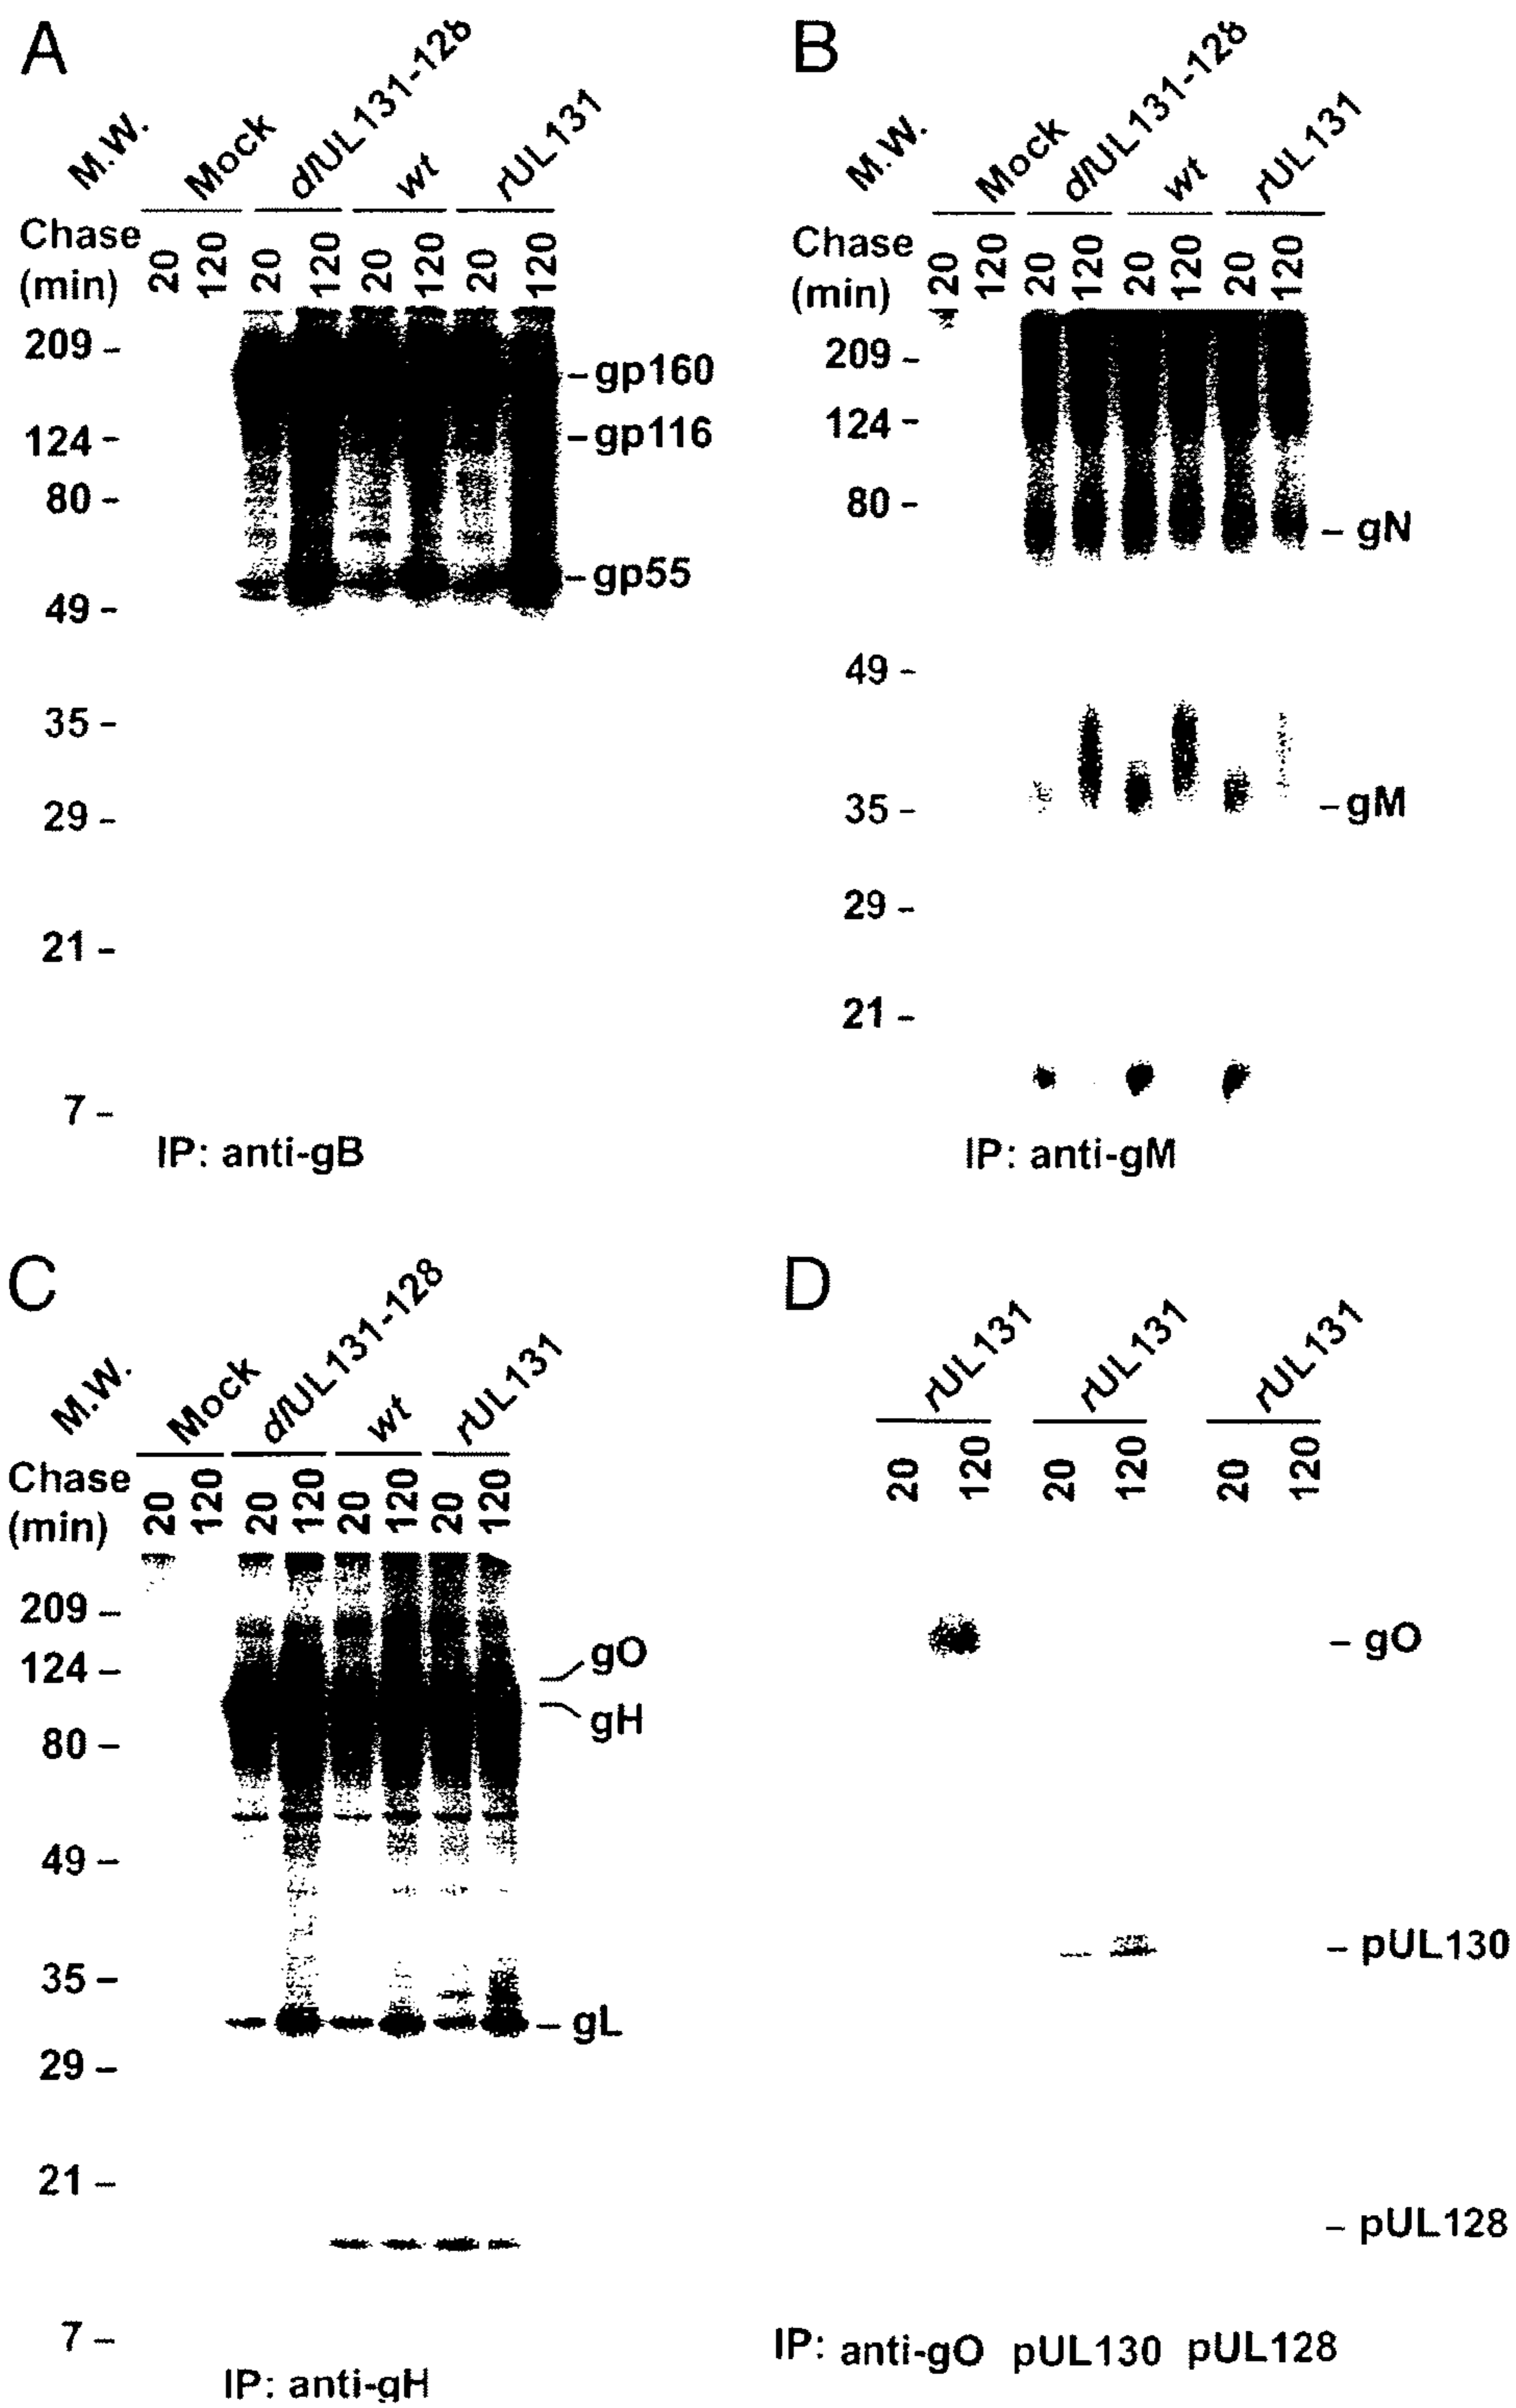 A
M.W. Mock dlUL131-128 wt rUL131
Chase (min) 20 120 20 120 20 120 20 120
209 –
124 –
80 –
49 –
35 –
29 –
21 –
7 –
– gp160
– gp116
– gp55
IP: anti-gB
B
M.W. Mock dlUL131-128 wt rUL131
Chase (min) 20 120 20 120 20 120 20 120
209 –
124 –
80 –
49 –
35 –
29 –
21 –
– gN
– gM
IP: anti-gM
C
M.W. Mock dlUL131-128 wt rUL131
Chase (min) 20 120 20 120 20 120 20 120
209 –
124 –
80 –
49 –
35 –
29 –
21 –
7 –
gO
gH
– gL
IP: anti-gH
D
rUL131 rUL131 rUL131
20 120 20 120 20 120
– gO
– pUL130
– pUL128
IP: anti-gO pUL130 pUL128